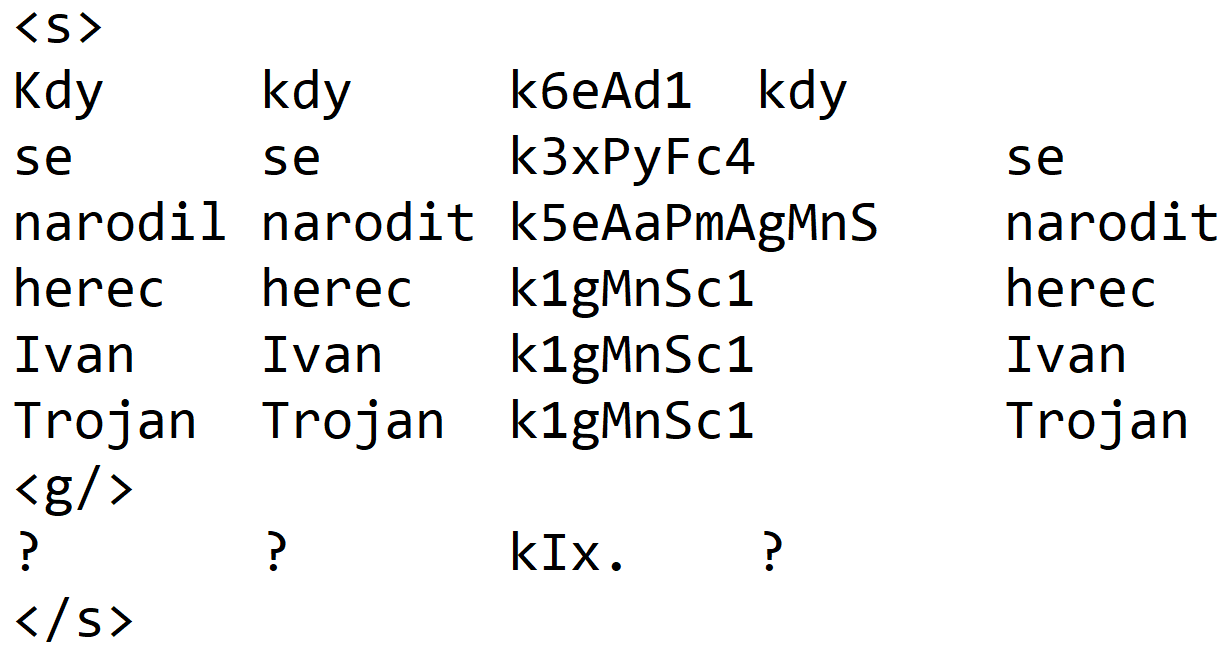 <s>
Kdy kdy k6eAd1 kdy
se se k3xPyFc4 se
narodil narodit k5eAaPmAgMnS narodit
herec herec k1gMnSc1 herec
Ivan Ivan k1gMnSc1 Ivan
Trojan Trojan k1gMnSc1 Trojan
<g/>
? ? kIx. ?
</s>